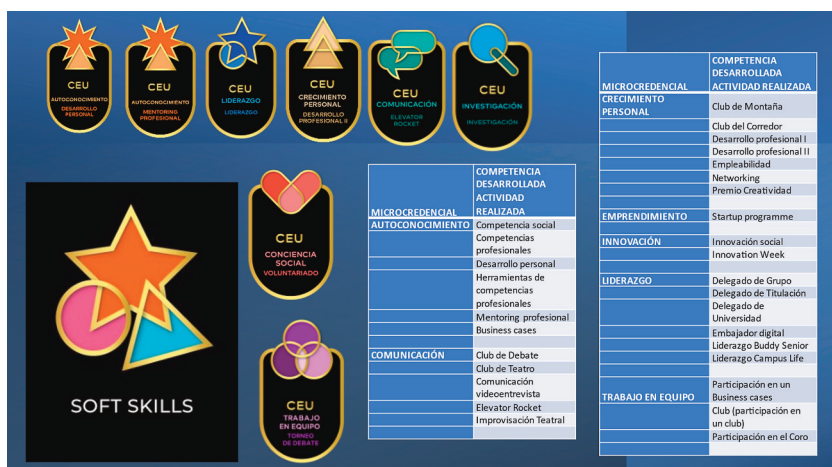 CEU
AUTOCONOCIMIENTO
DESARROLLO
PERSONAL
CEU
AUTOCONOCIMIENTO
MENTORING
PROFESIONAL
CEU
LIDERAZGO
LIDERAZGO
CEU
CRECIMIENTO
PERSONAL
DESARROLLO
PROFESIONAL II
CEU
COMUNICACIÓN
ELEVATOR
ROCKET
CEU
INVESTIGACIÓN
INVESTIGACIÓN
SOFT SKILLS
CEU
CONCIENCIA
SOCIAL
VOLUNTARIADO
CEU
TRABAJO
EN EQUIPO
TORNEO
DE DEBATE
MICROCREDENCIAL COMPETENCIA
DESARROLLADA
ACTIVIDAD
REALIZADA
AUTOCONOCIMIENTO Competencia social
Competencias
profesionales
Desarrollo personal
Herramientas de
competencias
profesionales
Mentoring profesional
Business cases
COMUNICACIÓN Club de Debate
Club de Teatro
Comunicación
videoentrevista
Elevator Rocket
Improvisación Teatral
MICROCREDENCIAL COMPETENCIA
DESARROLLADA
ACTIVIDAD REALIZADA
CRECIMIENTO
PERSONAL Club de Montaña
Club del Corredor
Desarrollo profesional I
Desarrollo profesional II
Empleabilidad
Networking
Premio Creatividad
EMPRENDIMIENTO Startup programme
INNOVACIÓN Innovación social
Innovation Week
LIDERAZGO Delegado de Grupo
Delegado de Titulación
Delegado de
Universidad
Embajador digital
Liderazgo Buddy Senior
Liderazgo Campus Life
TRABAJO EN EQUIPO Participación en un
Business cases
Club (participación en
un club)
Participación en el Coro